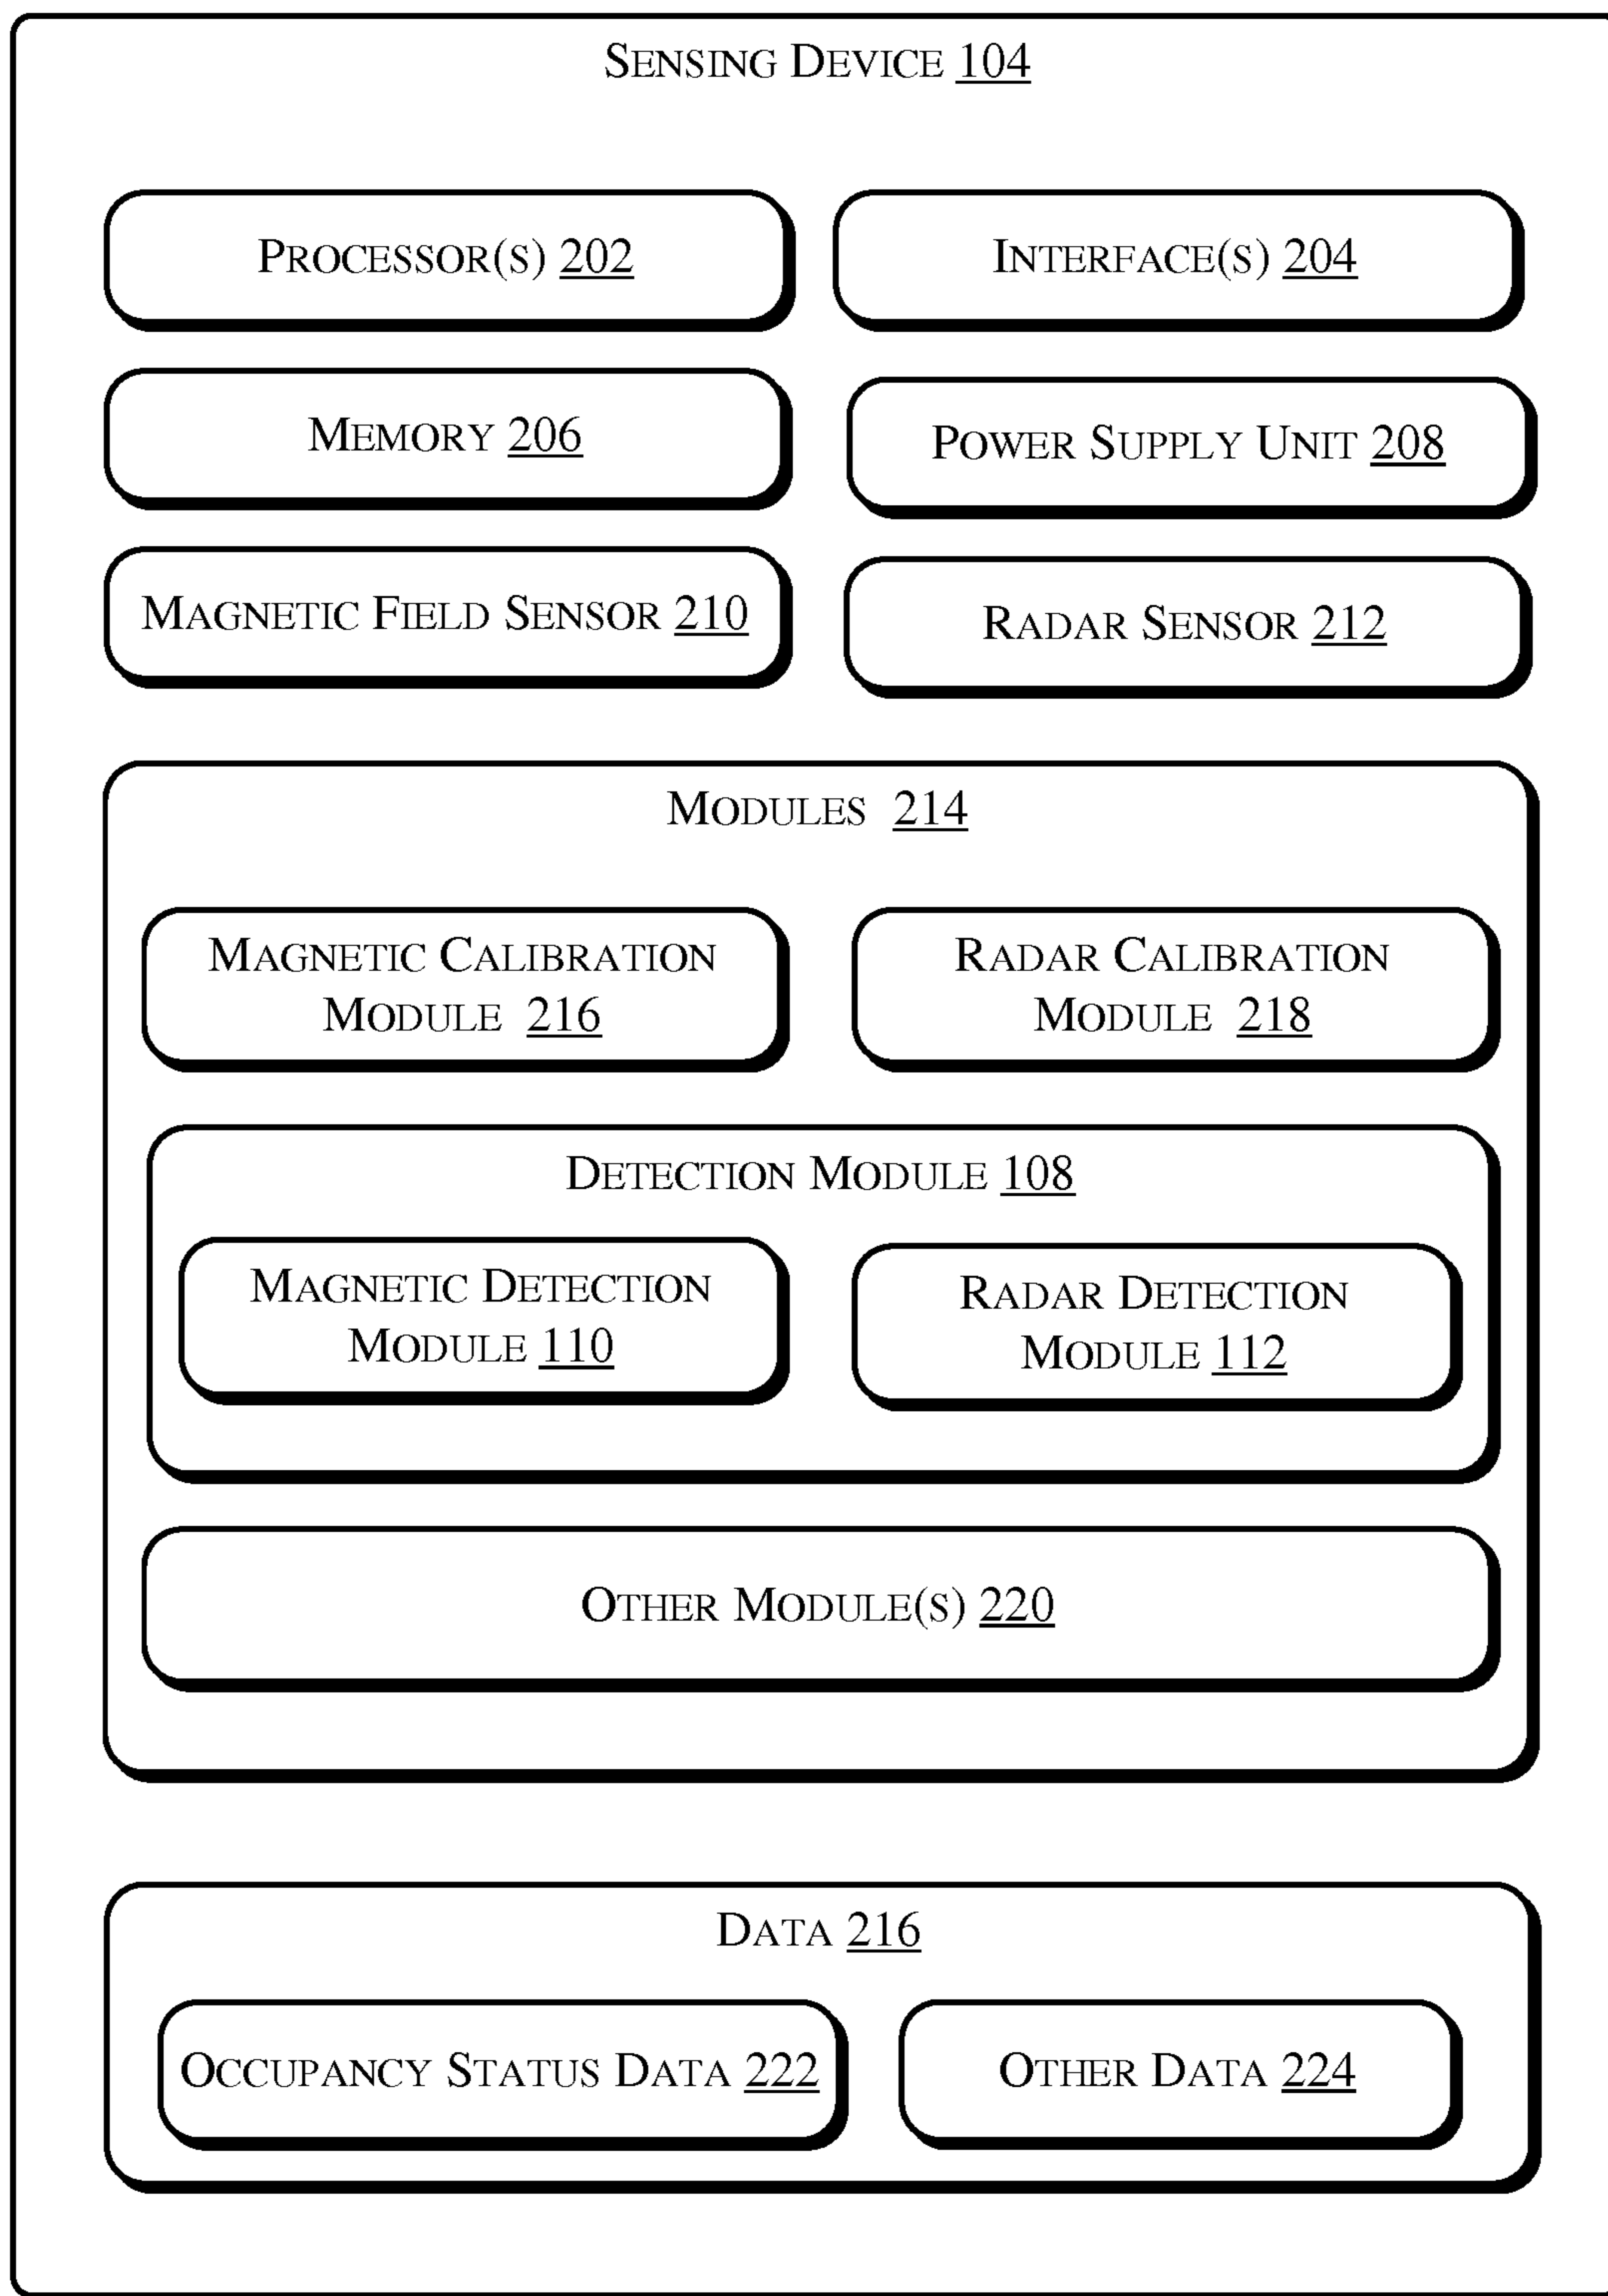 SENSING DEVICE 104
PROCESSOR(S) 202
INTERFACE(S) 204
MEMORY 206
POWER SUPPLY UNIT 208
MAGNETIC FIELD SENSOR 210
RADAR SENSOR 212
MODULES 214
MAGNETIC CALIBRATION
MODULE 216
RADAR CALIBRATION
MODULE 218
DETECTION MODULE 108
MAGNETIC DETECTION
MODULE 110
RADAR DETECTION
MODULE 112
OTHER MODULE(S) 220
DATA 216
OCCUPANCY STATUS DATA 222
OTHER DATA 224